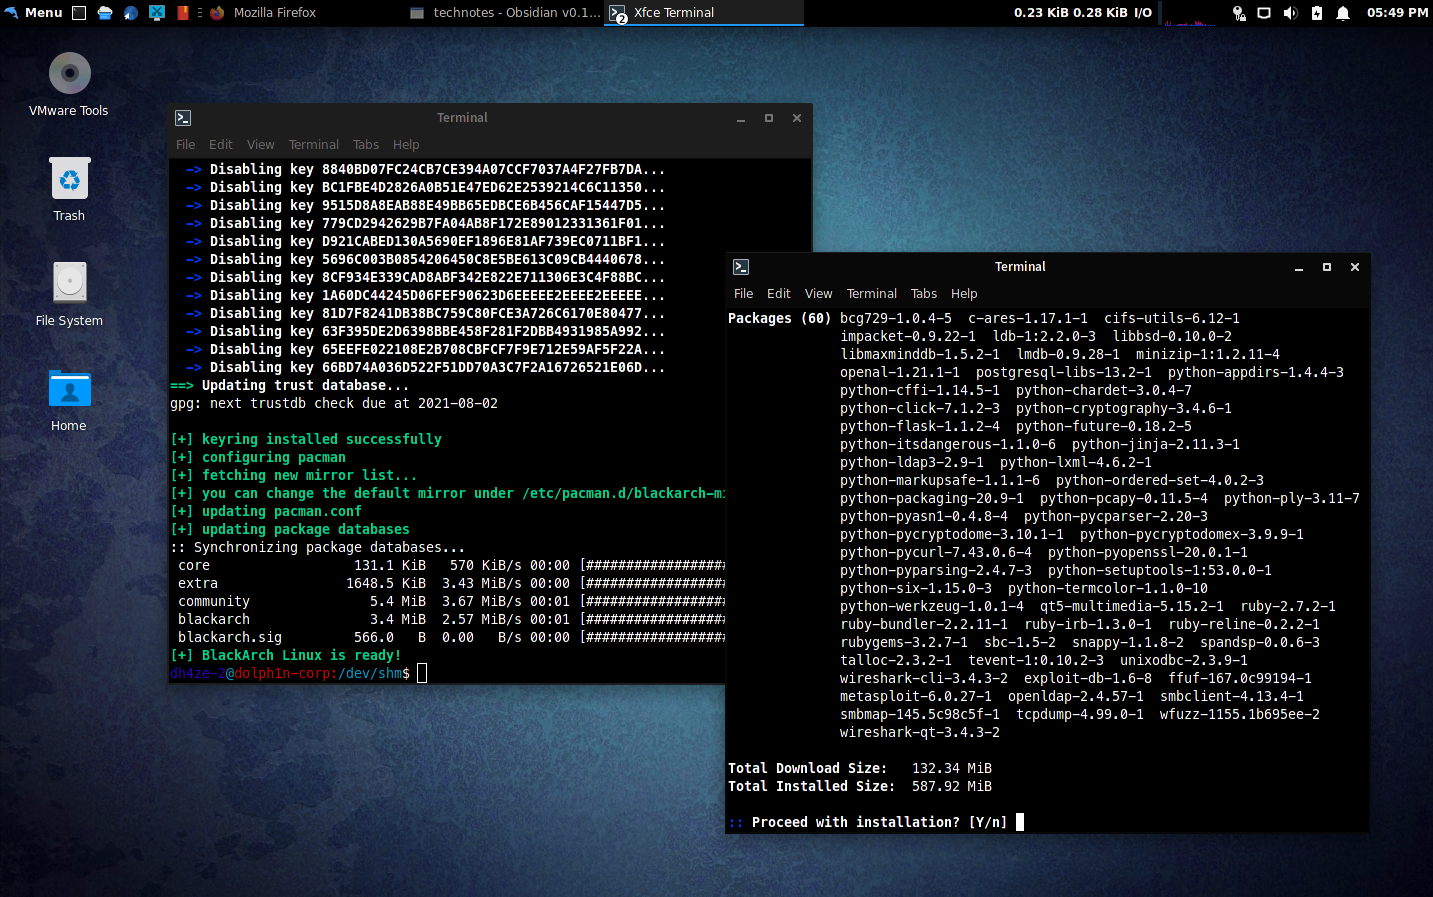 Menu
Mozilla Firefox
technotes - Obsidian v0.1...
2
Xfce Terminal
0.23 KiB 0.28 KiB I/O
05:49 PM
VMware Tools
Trash
File System
Home
Terminal
File Edit View Terminal Tabs Help
-> Disabling key 8840BD07FC24CB7CE394A07CCF7037A4F27FB7DA...
-> Disabling key BC1FBE4D2826A0B51E47ED62E2539214C6C11350...
-> Disabling key 9515D8A8EAB88E49BB65EDBCE6B456CAF15447D5...
-> Disabling key 779CD2942629B7FA04AB8F172E89012331361F01...
-> Disabling key D921CABED130A5690EF1896E81AF739EC0711BF1...
-> Disabling key 5696C003B0854206450C8E5BE613C09CB4440678...
-> Disabling key 8CF934E339CAD8ABF342E822E711306E3C4F88BC...
-> Disabling key 1A60DC44245D06FEF90623D6EEEEE2EEEE2EEEEE...
-> Disabling key 81D7F8241DB38BC759C80FCE3A726C6170E80477...
-> Disabling key 63F395DE2D6398BBE458F281F2DBB4931985A992...
-> Disabling key 65EEFE022108E2B708CBFCF7F9E712E59AF5F22A...
-> Disabling key 66BD74A036D522F51DD70A3C7F2A16726521E06D...
==> Updating trust database...
gpg: next trustdb check due at 2021-08-02
[+] keyring installed successfully
[+] configuring pacman
[+] fetching new mirror list...
[+] you can change the default mirror under /etc/pacman.d/blackarch-mi
[+] updating pacman.conf
[+] updating package databases
:: Synchronizing package databases...
core 131.1 KiB 570 KiB/s 00:00 [##################
extra 1648.5 KiB 3.43 MiB/s 00:00 [##################
community 5.4 MiB 3.67 MiB/s 00:01 [##################
blackarch 3.4 MiB 2.57 MiB/s 00:01 [##################
blackarch.sig 566.0 B 0.00 B/s 00:00 [##################
[+] BlackArch Linux is ready!
dh4ze-2@dolph1n-corp:/dev/shm$
Terminal
File Edit View Terminal Tabs Help
Packages (60) bcg729-1.0.4-5 c-ares-1.17.1-1 cifs-utils-6.12-1
impacket-0.9.22-1 ldb-1:2.2.0-3 libbsd-0.10.0-2
libmaxminddb-1.5.2-1 lmdb-0.9.28-1 minizip-1:1.2.11-4
openal-1.21.1-1 postgresql-libs-13.2-1 python-appdirs-1.4.4-3
python-cffi-1.14.5-1 python-chardet-3.0.4-7
python-click-7.1.2-3 python-cryptography-3.4.6-1
python-flask-1.1.2-4 python-future-0.18.2-5
python-itsdangerous-1.1.0-6 python-jinja-2.11.3-1
python-ldap3-2.9-1 python-lxml-4.6.2-1
python-markupsafe-1.1.1-6 python-ordered-set-4.0.2-3
python-packaging-20.9-1 python-pcapy-0.11.5-4 python-ply-3.11-7
python-pyasn1-0.4.8-4 python-pycparser-2.20-3
python-pycryptodome-3.10.1-1 python-pycryptodomex-3.9.9-1
python-pycurl-7.43.0.6-4 python-pyopenssl-20.0.1-1
python-pyparsing-2.4.7-3 python-setuptools-1:53.0.0-1
python-six-1.15.0-3 python-termcolor-1.1.0-10
python-werkzeug-1.0.1-4 qt5-multimedia-5.15.2-1 ruby-2.7.2-1
ruby-bundler-2.2.11-1 ruby-irb-1.3.0-1 ruby-reline-0.2.2-1
rubygems-3.2.7-1 sbc-1.5-2 snappy-1.1.8-2 spandsp-0.0.6-3
talloc-2.3.2-1 tevent-1:0.10.2-3 unixodbc-2.3.9-1
wireshark-cli-3.4.3-2 exploit-db-1.6-8 ffuf-167.0c99194-1
metasploit-6.0.27-1 openldap-2.4.57-1 smbclient-4.13.4-1
smbmap-145.5c98c5f-1 tcpdump-4.99.0-1 wfuzz-1155.1b695ee-2
wireshark-qt-3.4.3-2
Total Download Size: 132.34 MiB
Total Installed Size: 587.92 MiB
:: Proceed with installation? [Y/n]